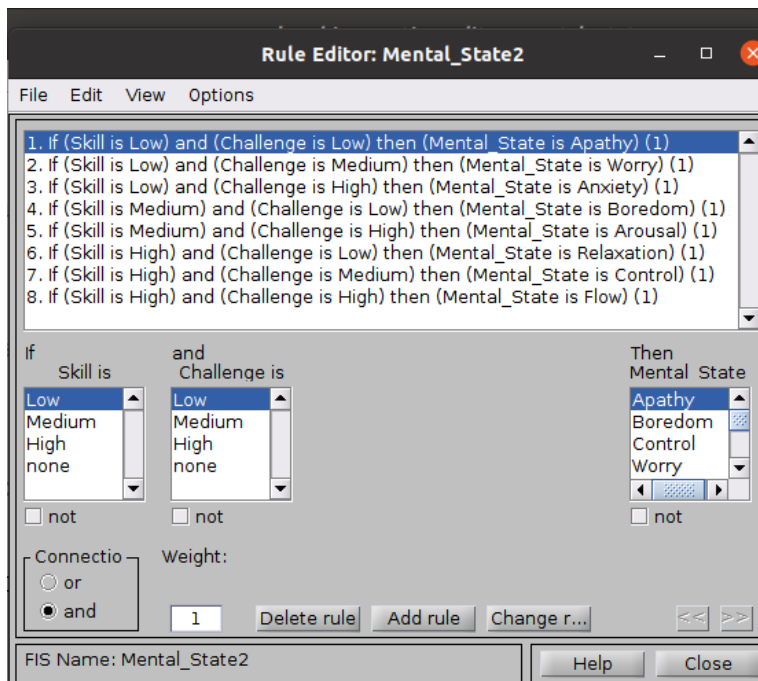 Rule Editor: Mental_State2
File Edit View Options
1. If (Skill is Low) and (Challenge is Low) then (Mental_State is Apathy) (1)
2. If (Skill is Low) and (Challenge is Medium) then (Mental_State is Worry) (1)
3. If (Skill is Low) and (Challenge is High) then (Mental_State is Anxiety) (1)
4. If (Skill is Medium) and (Challenge is Low) then (Mental_State is Boredom) (1)
5. If (Skill is Medium) and (Challenge is High) then (Mental_State is Arousal) (1)
6. If (Skill is High) and (Challenge is Low) then (Mental_State is Relaxation) (1)
7. If (Skill is High) and (Challenge is Medium) then (Mental_State is Control) (1)
8. If (Skill is High) and (Challenge is High) then (Mental_State is Flow) (1)
If and Then
Skill is Challenge is Mental State
Low Low Apathy
Medium Medium Boredom
High High Control
none none Worry
not not not
Connectio Weight:
or
and 1 Delete rule Add rule Change r... << >>
FIS Name: Mental_State2 Help Close